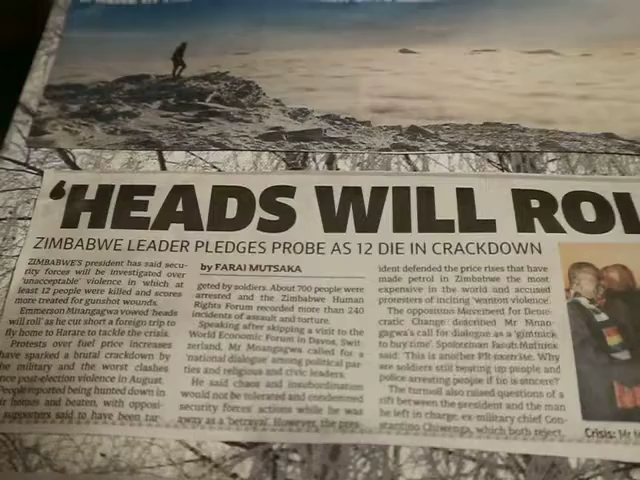 'HEADS WILL ROL
ZIMBABWE LEADER PLEDGES PROBE AS 12 DIE IN CRACKDOWN
ZIMBABWE'S president has said secu-
rity forces will be investigated over
'unacceptable' violence in which at
least 12 people were killed and scores
more treated for gunshot wounds.
Emmerson Mnangagwa vowed 'heads
will roll' as he cut short a foreign trip to
fly home to Harare to tackle the crisis.
Protests over fuel price increases
have sparked a brutal crackdown by
he military and the worst clashes
nce post-election violence in August.
People reported being hunted down in
ir homes and beaten, with opposi-
supporters said to have been tar-
by FARAI MUTSAKA
geted by soldiers. About 700 people were
arrested and the Zimbabwe Human
Rights Forum recorded more than 240
incidents of assault and torture.
Speaking after skipping a visit to the
World Economic Forum in Davos, Swit-
zerland, Mr Mnangagwa called for a
'national dialogue' among political par-
ties and religious and civic leaders.
He said chaos and insubordination
would not be tolerated and condemned
security forces' actions while he was
away as a 'betrayal'. However, the pres-
ident defended the price rises that have
made petrol in Zimbabwe the most
expensive in the world and accused
protesters of inciting 'wanton violence'.
The opposition Movement for Demo-
cratic Change described Mr Mnan-
gagwa's call for dialogue as a 'gimmick
to buy time'. Spokesman
said: 'This is another PR exercise. Why
are soldiers still beating up people and
police arresting people if he is sincere?'
The turmoil also raised questions of a
rift between the president and the man
he left in charge, ex-military chief Con-
stantino Chiwenga, which both reject.
Crisis: Mr M